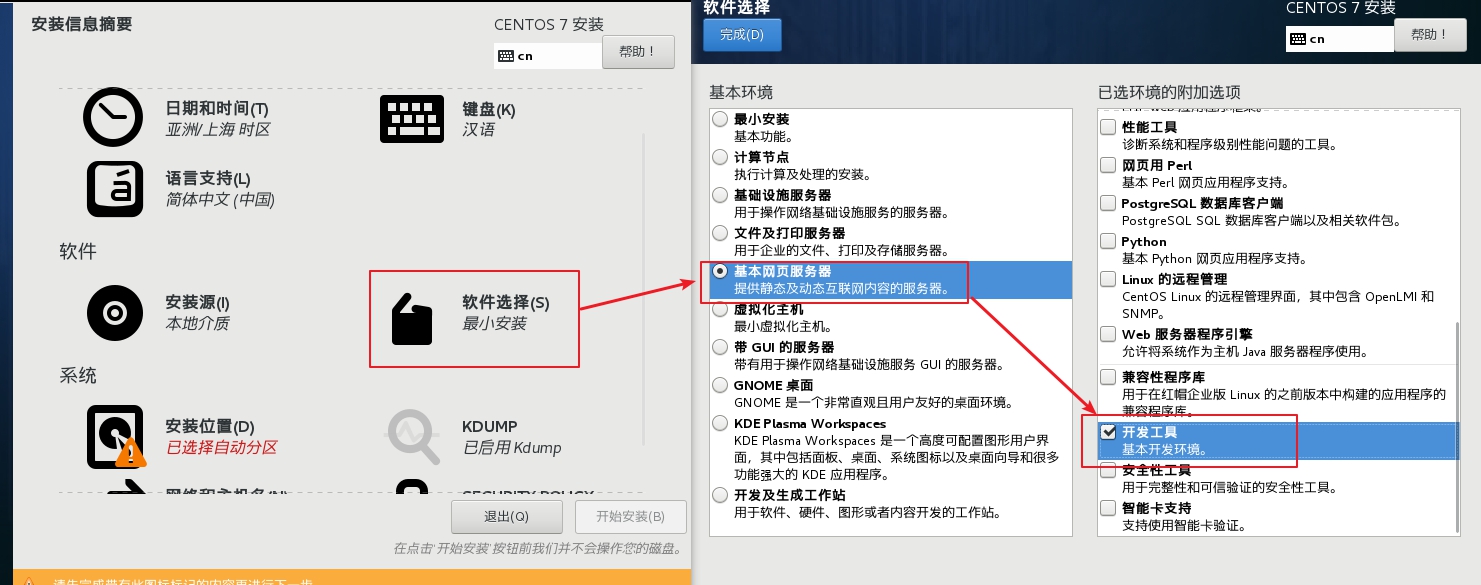 安装信息摘要
CENTOS 7 安装
cn
帮助！
日期和时间(T)
亚洲/上海 时区
键盘(K)
汉语
语言支持(L)
简体中文 (中国)
软件
安装源(I)
本地介质
软件选择(S)
最小安装
系统
安装位置(D)
已选择自动分区
KDUMP
已启用 Kdump
网络和主机名(N)
SECURITY POLICY
退出(Q)
开始安装(B)
在点击'开始安装'按钮前我们并不会操作您的磁盘。
请先完成带有此图标标记的内容再进行下一步。
软件选择
完成(D)
CENTOS 7 安装
cn
帮助！
基本环境
最小安装
基本功能。
计算节点
执行计算及处理的安装。
基础设施服务器
用于操作网络基础设施服务的服务器。
文件及打印服务器
用于企业的文件、打印及存储服务器。
基本网页服务器
提供静态及动态互联网内容的服务器。
虚拟化主机
最小虚拟化主机。
带 GUI 的服务器
带有用于操作网络基础设施服务 GUI 的服务器。
GNOME 桌面
GNOME 是一个非常直观且用户友好的桌面环境。
KDE Plasma Workspaces
KDE Plasma Workspaces 是一个高度可配置图形用户界
面，其中包括面板、桌面、系统图标以及桌面向导和很多
功能强大的 KDE 应用程序。
开发及生成工作站
用于软件、硬件、图形或者内容开发的工作站。
已选环境的附加选项
性能工具
诊断系统和程序级别性能问题的工具。
网页用 Perl
基本 Perl 网页应用程序支持。
PostgreSQL 数据库客户端
PostgreSQL SQL 数据库客户端以及相关软件包。
Python
基本 Python 网页应用程序支持。
Linux 的远程管理
CentOS Linux 的远程管理界面，其中包含 OpenLMI 和
SNMP。
Web 服务器程序引擎
允许将系统作为主机 Java 服务器程序使用。
兼容性程序库
用于在红帽企业版 Linux 的之前版本中构建的应用程序的
兼容程序库。
开发工具
基本开发环境。
安全性工具
用于完整性和可信验证的安全性工具。
智能卡支持
支持使用智能卡验证。